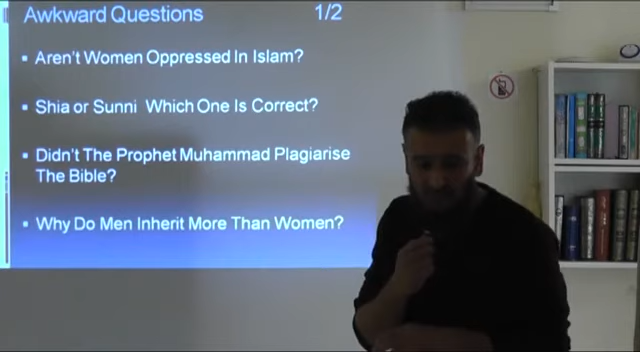 Awkward Questions 1/2
▪ Aren't Women Oppressed In Islam?
▪ Shia or Sunni Which One Is Correct?
▪ Didn't The Prophet Muhammad Plagiarise
The Bible?
▪ Why Do Men Inherit More Than Women?